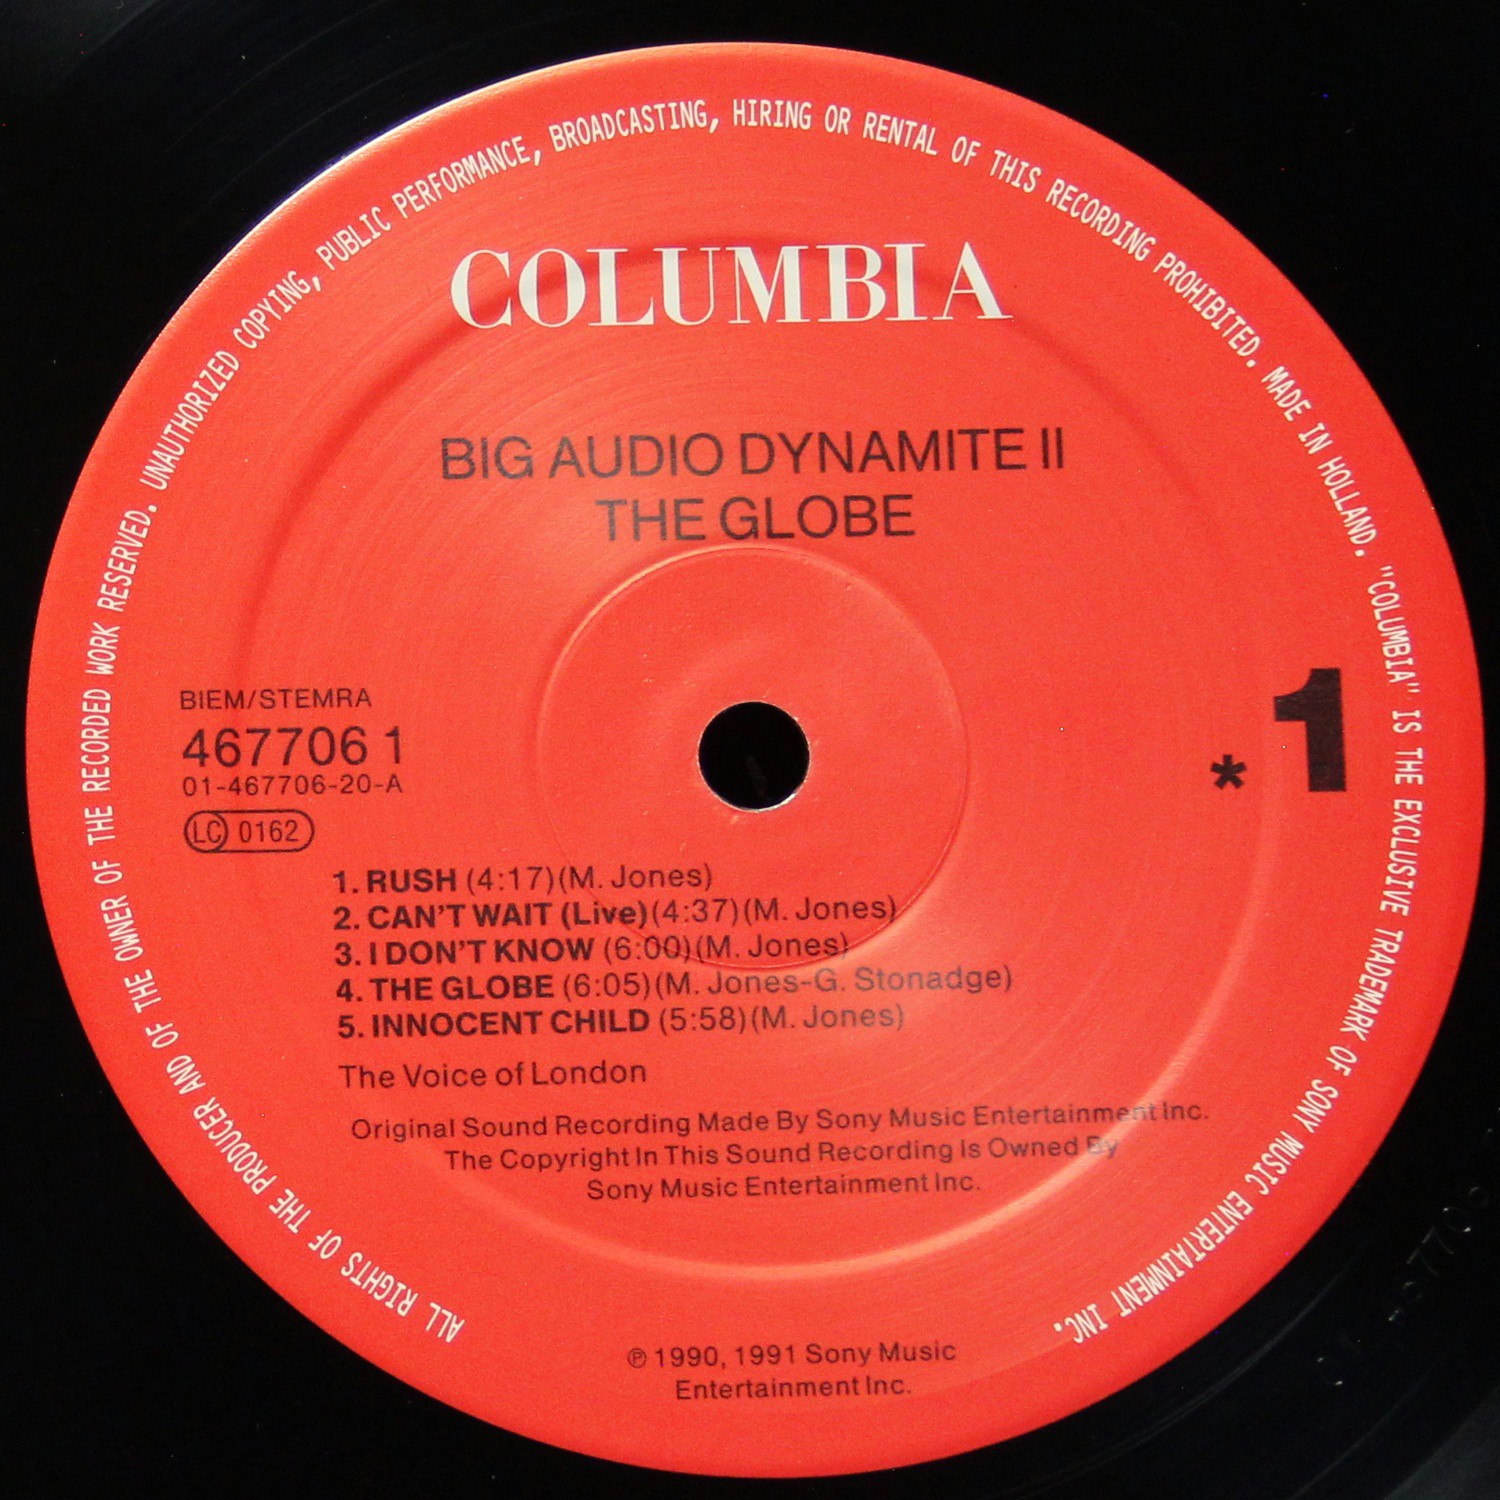 ALL RIGHTS OF THE PRODUCER AND OF THE OWNER OF THE RECORDED WORK RESERVED. UNAUTHORIZED COPYING, PUBLIC PERFORMANCE, BROADCASTING, HIRING OR RENTAL OF THIS RECORDING PROHIBITED. MADE IN HOLLAND. "COLUMBIA" IS THE EXCLUSIVE TRADEMARK OF SONY MUSIC ENTERTAINMENT INC.
COLUMBIA
BIG AUDIO DYNAMITE II
THE GLOBE
BIEM/STEMRA
467706 1
01-467706-20-A
LC 0162
* 1
1. RUSH (4:17)(M. Jones)
2. CAN'T WAIT (Live)(4:37)(M. Jones)
3. I DON'T KNOW (6:00)(M. Jones)
4. THE GLOBE (6:05)(M. Jones-G. Stonadge)
5. INNOCENT CHILD (5:58)(M. Jones)
The Voice of London
Original Sound Recording Made By Sony Music Entertainment Inc.
The Copyright In This Sound Recording Is Owned By
Sony Music Entertainment Inc.
℗ 1990, 1991 Sony Music
Entertainment Inc.